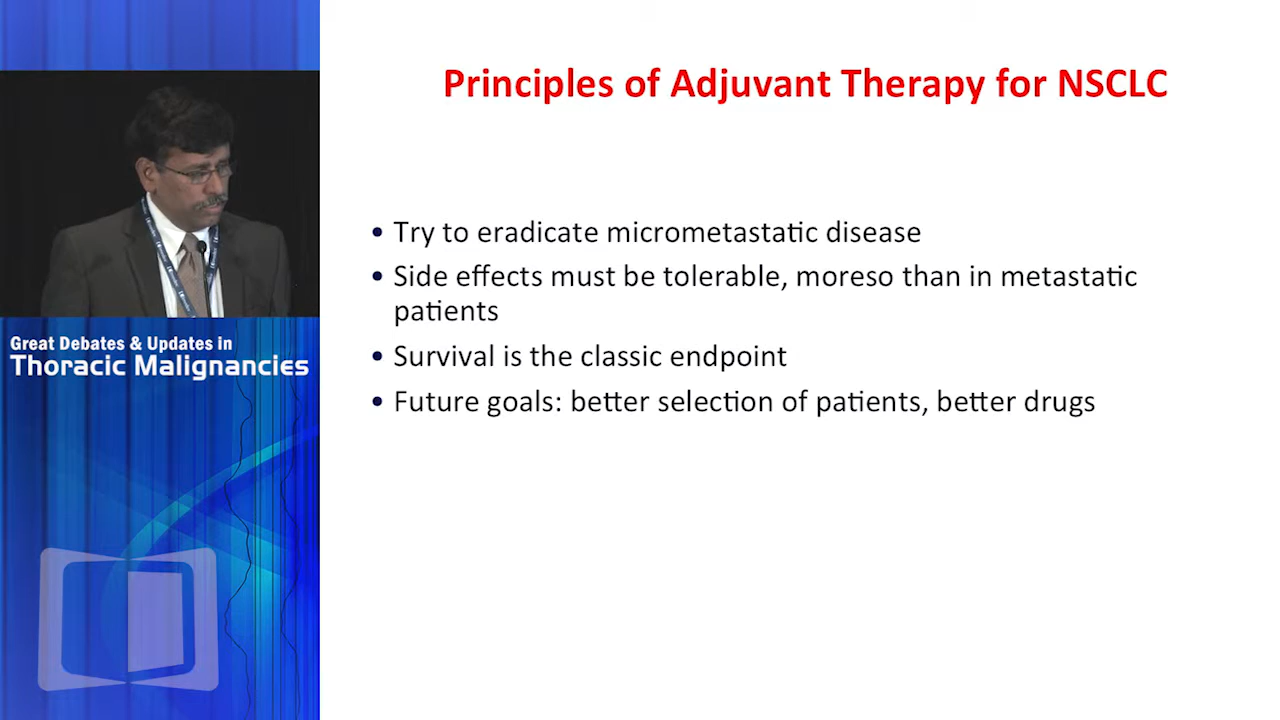 Principles of Adjuvant Therapy for NSCLC
• Try to eradicate micrometastatic disease
• Side effects must be tolerable, moreso than in metastatic
patients
• Survival is the classic endpoint
• Future goals: better selection of patients, better drugs
Great Debates & Updates in
Thoracic Malignancies